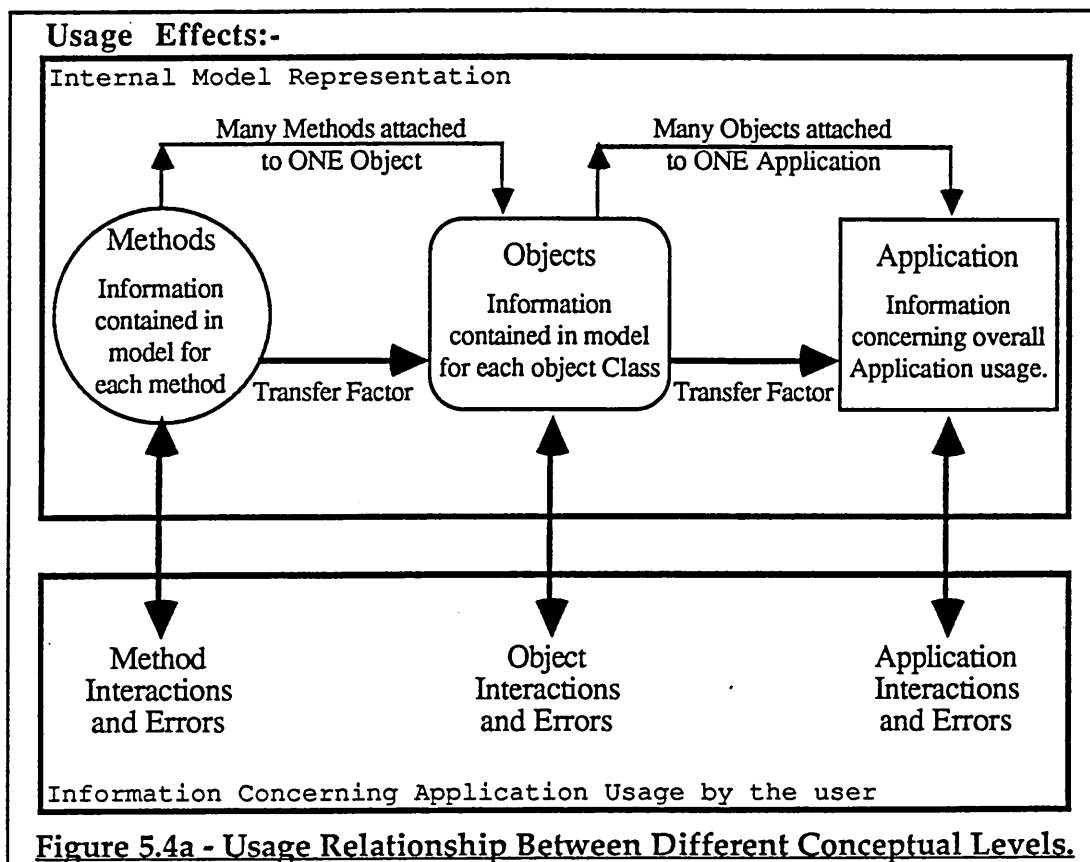 Usage Effects:-
Internal Model Representation
Many Methods attached
to ONE Object
Many Objects attached
to ONE Application
Methods
Information
contained in
model for
each method
Transfer Factor
Objects
Information
contained in model
for each object Class
Transfer Factor
Application
Information
concerning overall
Application usage.
Method
Interactions
and Errors
Object
Interactions
and Errors
Application
Interactions
and Errors
Information Concerning Application Usage by the user
Figure 5.4a - Usage Relationship Between Different Conceptual Levels.